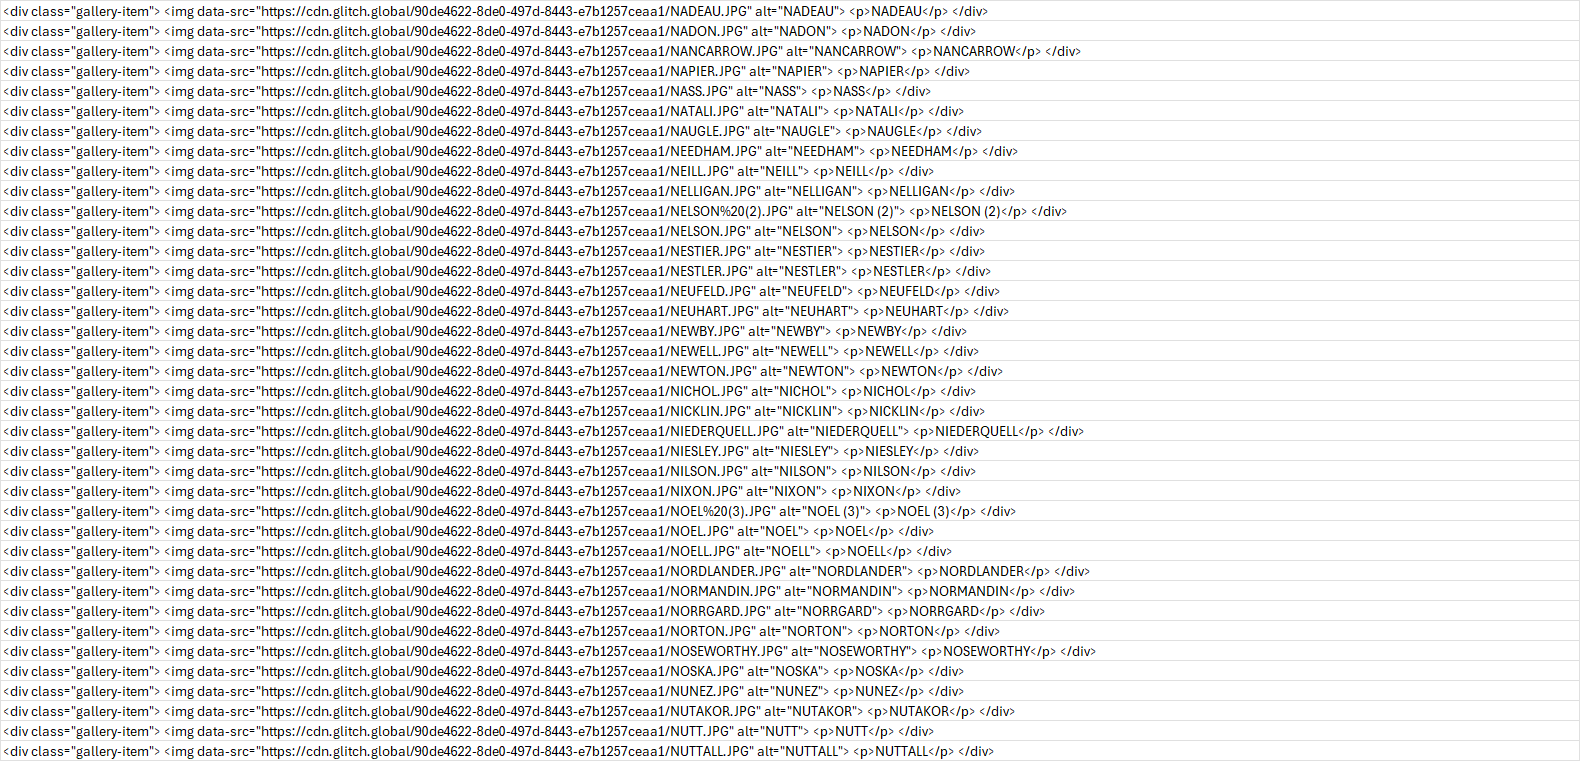 <div class="gallery-item"> <img data-src="https://cdn.glitch.global/90de4622-8de0-497d-8443-e7b1257ceaa1/NADEAU.JPG" alt="NADEAU"> <p>NADEAU</p> </div>
<div class="gallery-item"> <img data-src="https://cdn.glitch.global/90de4622-8de0-497d-8443-e7b1257ceaa1/NADON.JPG" alt="NADON"> <p>NADON</p> </div>
<div class="gallery-item"> <img data-src="https://cdn.glitch.global/90de4622-8de0-497d-8443-e7b1257ceaa1/NANCARROW.JPG" alt="NANCARROW"> <p>NANCARROW</p> </div>
<div class="gallery-item"> <img data-src="https://cdn.glitch.global/90de4622-8de0-497d-8443-e7b1257ceaa1/NAPIER.JPG" alt="NAPIER"> <p>NAPIER</p> </div>
<div class="gallery-item"> <img data-src="https://cdn.glitch.global/90de4622-8de0-497d-8443-e7b1257ceaa1/NASS.JPG" alt="NASS"> <p>NASS</p> </div>
<div class="gallery-item"> <img data-src="https://cdn.glitch.global/90de4622-8de0-497d-8443-e7b1257ceaa1/NATALI.JPG" alt="NATALI"> <p>NATALI</p> </div>
<div class="gallery-item"> <img data-src="https://cdn.glitch.global/90de4622-8de0-497d-8443-e7b1257ceaa1/NAUGLE.JPG" alt="NAUGLE"> <p>NAUGLE</p> </div>
<div class="gallery-item"> <img data-src="https://cdn.glitch.global/90de4622-8de0-497d-8443-e7b1257ceaa1/NEEDHAM.JPG" alt="NEEDHAM"> <p>NEEDHAM</p> </div>
<div class="gallery-item"> <img data-src="https://cdn.glitch.global/90de4622-8de0-497d-8443-e7b1257ceaa1/NEILL.JPG" alt="NEILL"> <p>NEILL</p> </div>
<div class="gallery-item"> <img data-src="https://cdn.glitch.global/90de4622-8de0-497d-8443-e7b1257ceaa1/NELLIGAN.JPG" alt="NELLIGAN"> <p>NELLIGAN</p> </div>
<div class="gallery-item"> <img data-src="https://cdn.glitch.global/90de4622-8de0-497d-8443-e7b1257ceaa1/NELSON%20(2).JPG" alt="NELSON (2)"> <p>NELSON (2)</p> </div>
<div class="gallery-item"> <img data-src="https://cdn.glitch.global/90de4622-8de0-497d-8443-e7b1257ceaa1/NELSON.JPG" alt="NELSON"> <p>NELSON</p> </div>
<div class="gallery-item"> <img data-src="https://cdn.glitch.global/90de4622-8de0-497d-8443-e7b1257ceaa1/NESTIER.JPG" alt="NESTIER"> <p>NESTIER</p> </div>
<div class="gallery-item"> <img data-src="https://cdn.glitch.global/90de4622-8de0-497d-8443-e7b1257ceaa1/NESTLER.JPG" alt="NESTLER"> <p>NESTLER</p> </div>
<div class="gallery-item"> <img data-src="https://cdn.glitch.global/90de4622-8de0-497d-8443-e7b1257ceaa1/NEUFELD.JPG" alt="NEUFELD"> <p>NEUFELD</p> </div>
<div class="gallery-item"> <img data-src="https://cdn.glitch.global/90de4622-8de0-497d-8443-e7b1257ceaa1/NEUHART.JPG" alt="NEUHART"> <p>NEUHART</p> </div>
<div class="gallery-item"> <img data-src="https://cdn.glitch.global/90de4622-8de0-497d-8443-e7b1257ceaa1/NEWBY.JPG" alt="NEWBY"> <p>NEWBY</p> </div>
<div class="gallery-item"> <img data-src="https://cdn.glitch.global/90de4622-8de0-497d-8443-e7b1257ceaa1/NEWELL.JPG" alt="NEWELL"> <p>NEWELL</p> </div>
<div class="gallery-item"> <img data-src="https://cdn.glitch.global/90de4622-8de0-497d-8443-e7b1257ceaa1/NEWTON.JPG" alt="NEWTON"> <p>NEWTON</p> </div>
<div class="gallery-item"> <img data-src="https://cdn.glitch.global/90de4622-8de0-497d-8443-e7b1257ceaa1/NICHOL.JPG" alt="NICHOL"> <p>NICHOL</p> </div>
<div class="gallery-item"> <img data-src="https://cdn.glitch.global/90de4622-8de0-497d-8443-e7b1257ceaa1/NICKLIN.JPG" alt="NICKLIN"> <p>NICKLIN</p> </div>
<div class="gallery-item"> <img data-src="https://cdn.glitch.global/90de4622-8de0-497d-8443-e7b1257ceaa1/NIEDERQUELL.JPG" alt="NIEDERQUELL"> <p>NIEDERQUELL</p> </div>
<div class="gallery-item"> <img data-src="https://cdn.glitch.global/90de4622-8de0-497d-8443-e7b1257ceaa1/NIESLEY.JPG" alt="NIESLEY"> <p>NIESLEY</p> </div>
<div class="gallery-item"> <img data-src="https://cdn.glitch.global/90de4622-8de0-497d-8443-e7b1257ceaa1/NILSON.JPG" alt="NILSON"> <p>NILSON</p> </div>
<div class="gallery-item"> <img data-src="https://cdn.glitch.global/90de4622-8de0-497d-8443-e7b1257ceaa1/NIXON.JPG" alt="NIXON"> <p>NIXON</p> </div>
<div class="gallery-item"> <img data-src="https://cdn.glitch.global/90de4622-8de0-497d-8443-e7b1257ceaa1/NOEL%20(3).JPG" alt="NOEL (3)"> <p>NOEL (3)</p> </div>
<div class="gallery-item"> <img data-src="https://cdn.glitch.global/90de4622-8de0-497d-8443-e7b1257ceaa1/NOEL.JPG" alt="NOEL"> <p>NOEL</p> </div>
<div class="gallery-item"> <img data-src="https://cdn.glitch.global/90de4622-8de0-497d-8443-e7b1257ceaa1/NOELL.JPG" alt="NOELL"> <p>NOELL</p> </div>
<div class="gallery-item"> <img data-src="https://cdn.glitch.global/90de4622-8de0-497d-8443-e7b1257ceaa1/NORDLANDER.JPG" alt="NORDLANDER"> <p>NORDLANDER</p> </div>
<div class="gallery-item"> <img data-src="https://cdn.glitch.global/90de4622-8de0-497d-8443-e7b1257ceaa1/NORMANDIN.JPG" alt="NORMANDIN"> <p>NORMANDIN</p> </div>
<div class="gallery-item"> <img data-src="https://cdn.glitch.global/90de4622-8de0-497d-8443-e7b1257ceaa1/NORRGARD.JPG" alt="NORRGARD"> <p>NORRGARD</p> </div>
<div class="gallery-item"> <img data-src="https://cdn.glitch.global/90de4622-8de0-497d-8443-e7b1257ceaa1/NORTON.JPG" alt="NORTON"> <p>NORTON</p> </div>
<div class="gallery-item"> <img data-src="https://cdn.glitch.global/90de4622-8de0-497d-8443-e7b1257ceaa1/NOSEWORTHY.JPG" alt="NOSEWORTHY"> <p>NOSEWORTHY</p> </div>
<div class="gallery-item"> <img data-src="https://cdn.glitch.global/90de4622-8de0-497d-8443-e7b1257ceaa1/NOSKA.JPG" alt="NOSKA"> <p>NOSKA</p> </div>
<div class="gallery-item"> <img data-src="https://cdn.glitch.global/90de4622-8de0-497d-8443-e7b1257ceaa1/NUNEZ.JPG" alt="NUNEZ"> <p>NUNEZ</p> </div>
<div class="gallery-item"> <img data-src="https://cdn.glitch.global/90de4622-8de0-497d-8443-e7b1257ceaa1/NUTAKOR.JPG" alt="NUTAKOR"> <p>NUTAKOR</p> </div>
<div class="gallery-item"> <img data-src="https://cdn.glitch.global/90de4622-8de0-497d-8443-e7b1257ceaa1/NUTT.JPG" alt="NUTT"> <p>NUTT</p> </div>
<div class="gallery-item"> <img data-src="https://cdn.glitch.global/90de4622-8de0-497d-8443-e7b1257ceaa1/NUTTALL.JPG" alt="NUTTALL"> <p>NUTTALL</p> </div>